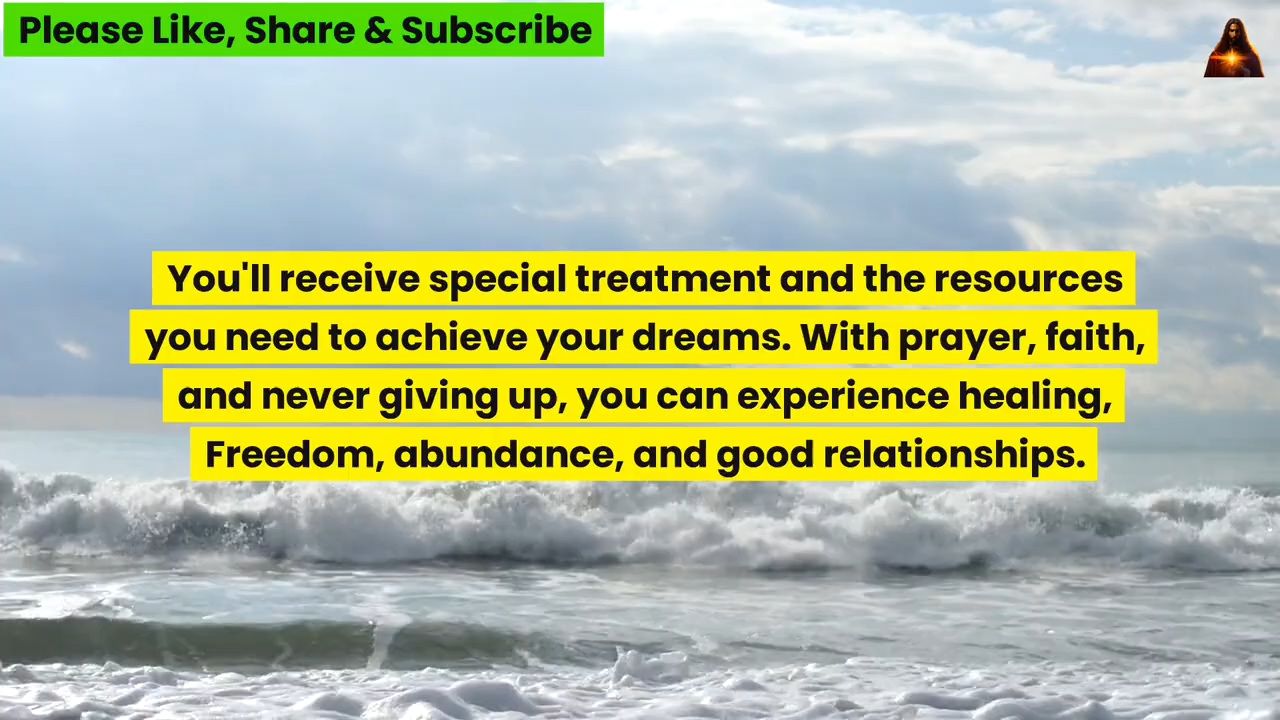 Please Like, Share & Subscribe
You'll receive special treatment and the resources
you need to achieve your dreams. With prayer, faith,
and never giving up, you can experience healing,
Freedom, abundance, and good relationships.